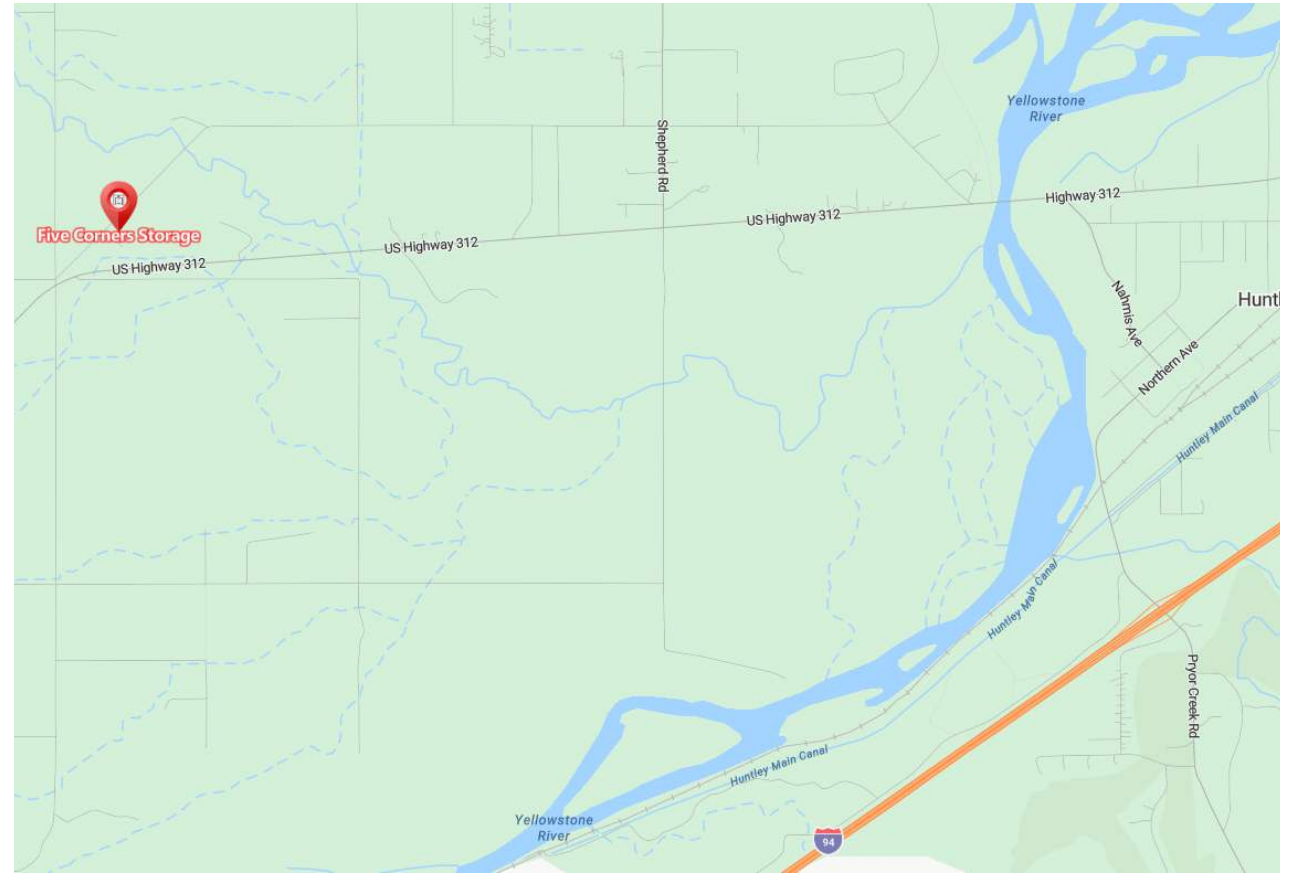 Yellowstone
River
Shepherd Rd
Highway 312
US Highway 312
Five Corners Storage
US Highway 312
US Highway 312
Nahmis Ave
Huntl
Northern Ave
Huntley Main Canal
Huntley Main Canal
Pryor Creek Rd
Huntley Main Canal
Yellowstone
River
94